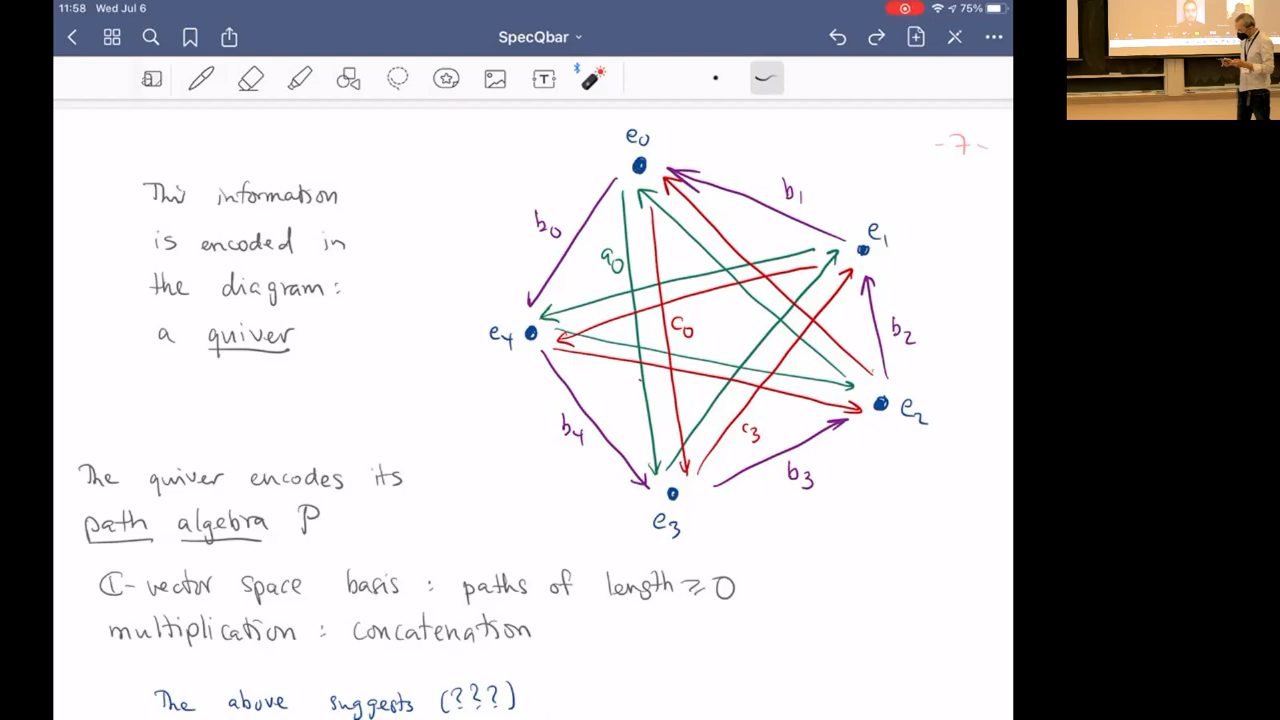 11:58 Wed Jul 6
75%
SpecQbar
-7-
This information
is encoded in
the diagram:
a quiver
e0
b1
e1
b0
a0
c0
e4
b2
e2
b4
c3
b3
e3
The quiver encodes its
path algebra P
ℂ-vector space basis : paths of length ≥ 0
multiplication : concatenation
The above suggests (???)